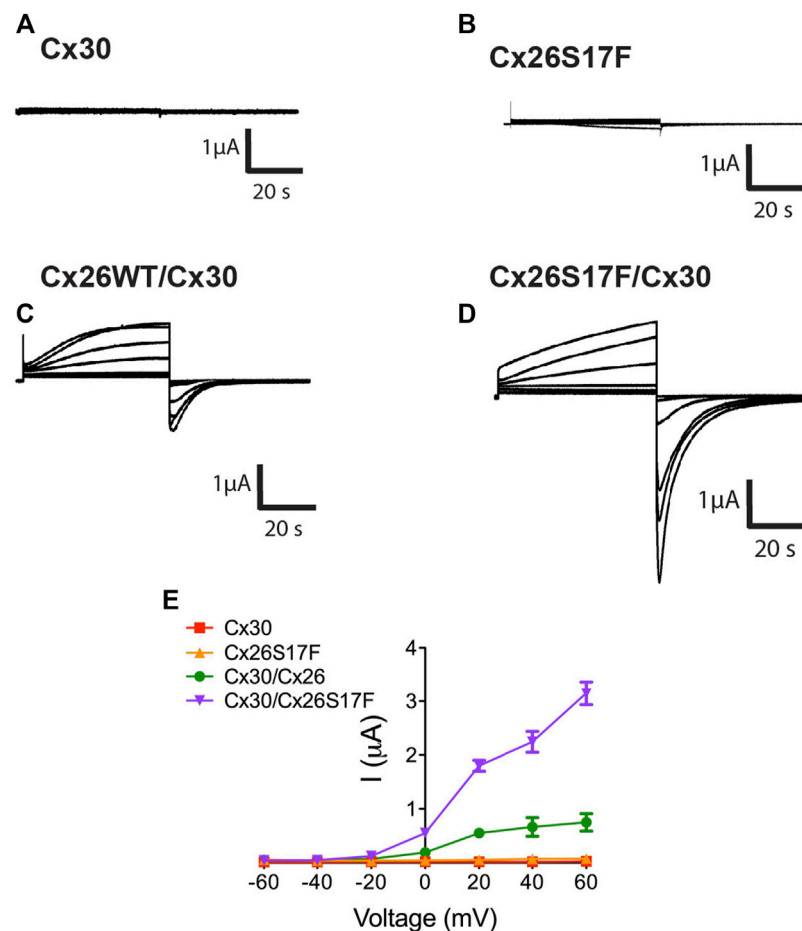 A
Cx30
1µA
20 s
B
Cx26S17F
1µA
20 s
Cx26WT/Cx30
C
1µA
20 s
Cx26S17F/Cx30
D
1µA
20 s
E
Cx30
Cx26S17F
Cx30/Cx26
Cx30/Cx26S17F
I (µA)
4
3
2
1
-60 -40 -20 0 20 40 60
Voltage (mV)